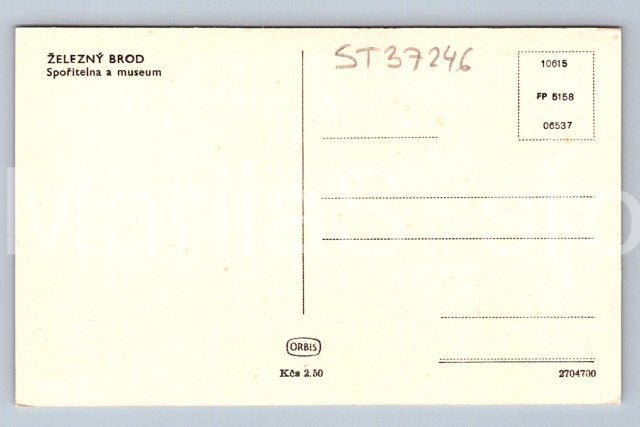 ŽELEZNÝ BROD
Spořitelna a museum
ST37246
10615
FP 5158
06537
ORBIS
Kčs 2.50
2704700